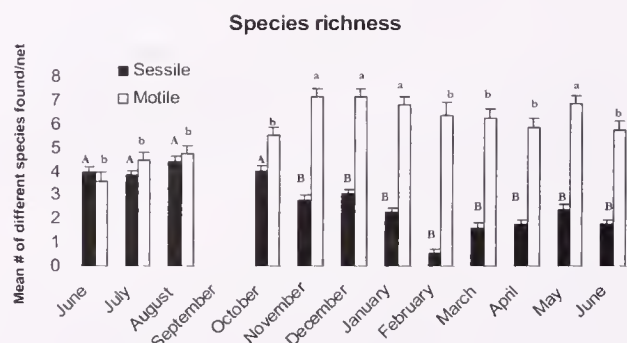 Species richness
Mean # of different species found/net
Sessile
Motile
8
7
6
5
4
3
2
1
0
A b
A b
A b
A b
B a
B a
B a
B b
B b
B b
B a
B b
June July August September October November December January February March April May June